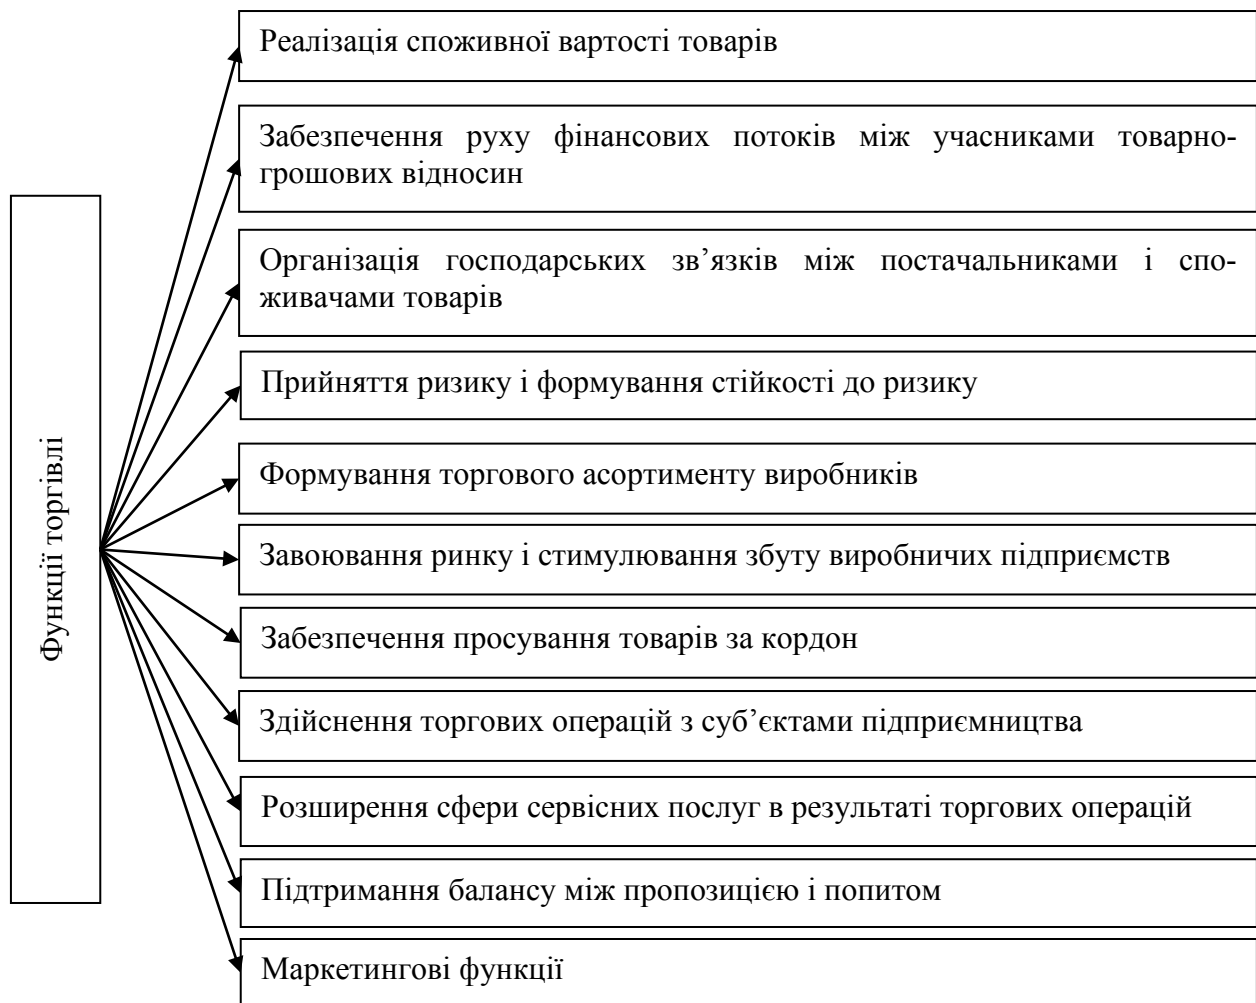 Функції торгівлі
Реалізація споживної вартості товарів
Забезпечення руху фінансових потоків між учасниками товарно-
грошових відносин
Організація господарських зв’язків між постачальниками і спо-
живачами товарів
Прийняття ризику і формування стійкості до ризику
Формування торгового асортименту виробників
Завоювання ринку і стимулювання збуту виробничих підприємств
Забезпечення просування товарів за кордон
Здійснення торгових операцій з суб’єктами підприємництва
Розширення сфери сервісних послуг в результаті торгових операцій
Підтримання балансу між пропозицією і попитом
Маркетингові функції